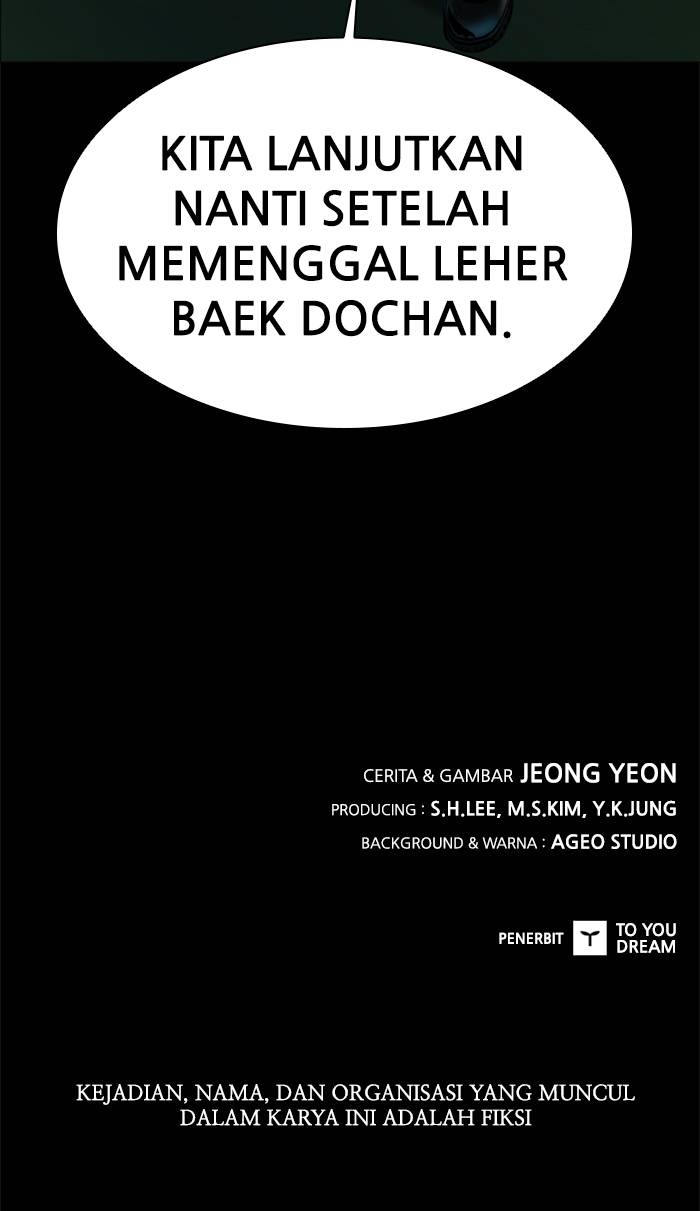 KITA LANJUTKAN
NANTI SETELAH
MEMENGGAL LEHER
BAEK DOCHAN.
CERITA & GAMBAR JEONG YEON
PRODUCING : S.H.LEE, M.S.KIM, Y.K.JUNG
BACKGROUND & WARNA : AGEO STUDIO
PENERBIT TO YOU
DREAM
KEJADIAN, NAMA, DAN ORGANISASI YANG MUNCUL
DALAM KARYA INI ADALAH FIKSI